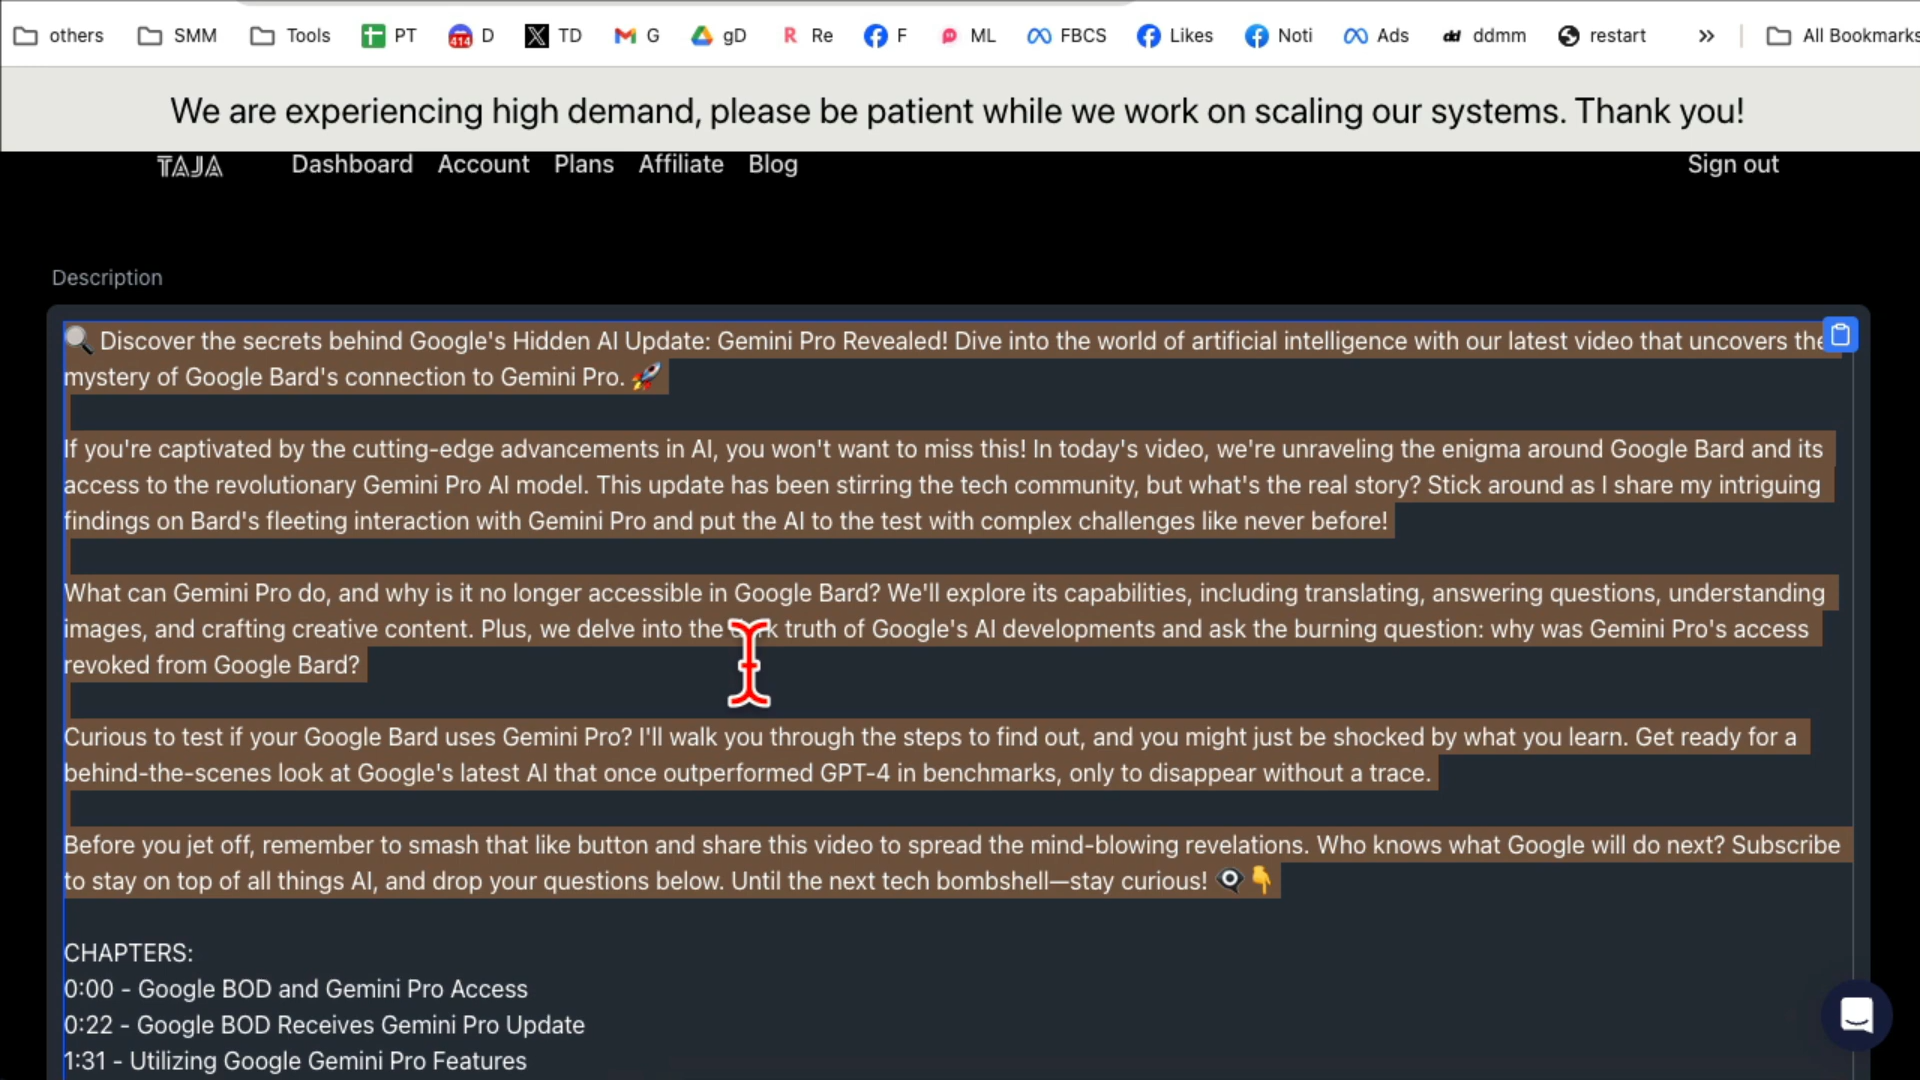 others SMM Tools PT D TD G gD Re F ML FBCS Likes Noti Ads ddmm restart » All Bookmarks
We are experiencing high demand, please be patient while we work on scaling our systems. Thank you!
TAJA Dashboard Account Plans Affiliate Blog Sign out
Description
🔍 Discover the secrets behind Google's Hidden AI Update: Gemini Pro Revealed! Dive into the world of artificial intelligence with our latest video that uncovers the
mystery of Google Bard's connection to Gemini Pro. 🚀
If you're captivated by the cutting-edge advancements in AI, you won't want to miss this! In today's video, we're unraveling the enigma around Google Bard and its
access to the revolutionary Gemini Pro AI model. This update has been stirring the tech community, but what's the real story? Stick around as I share my intriguing
findings on Bard's fleeting interaction with Gemini Pro and put the AI to the test with complex challenges like never before!
What can Gemini Pro do, and why is it no longer accessible in Google Bard? We'll explore its capabilities, including translating, answering questions, understanding
images, and crafting creative content. Plus, we delve into the truth of Google's AI developments and ask the burning question: why was Gemini Pro's access
revoked from Google Bard?
Curious to test if your Google Bard uses Gemini Pro? I'll walk you through the steps to find out, and you might just be shocked by what you learn. Get ready for a
behind-the-scenes look at Google's latest AI that once outperformed GPT-4 in benchmarks, only to disappear without a trace.
Before you jet off, remember to smash that like button and share this video to spread the mind-blowing revelations. Who knows what Google will do next? Subscribe
to stay on top of all things AI, and drop your questions below. Until the next tech bombshell—stay curious! 👁️👇
CHAPTERS:
0:00 - Google BOD and Gemini Pro Access
0:22 - Google BOD Receives Gemini Pro Update
1:31 - Utilizing Google Gemini Pro Features